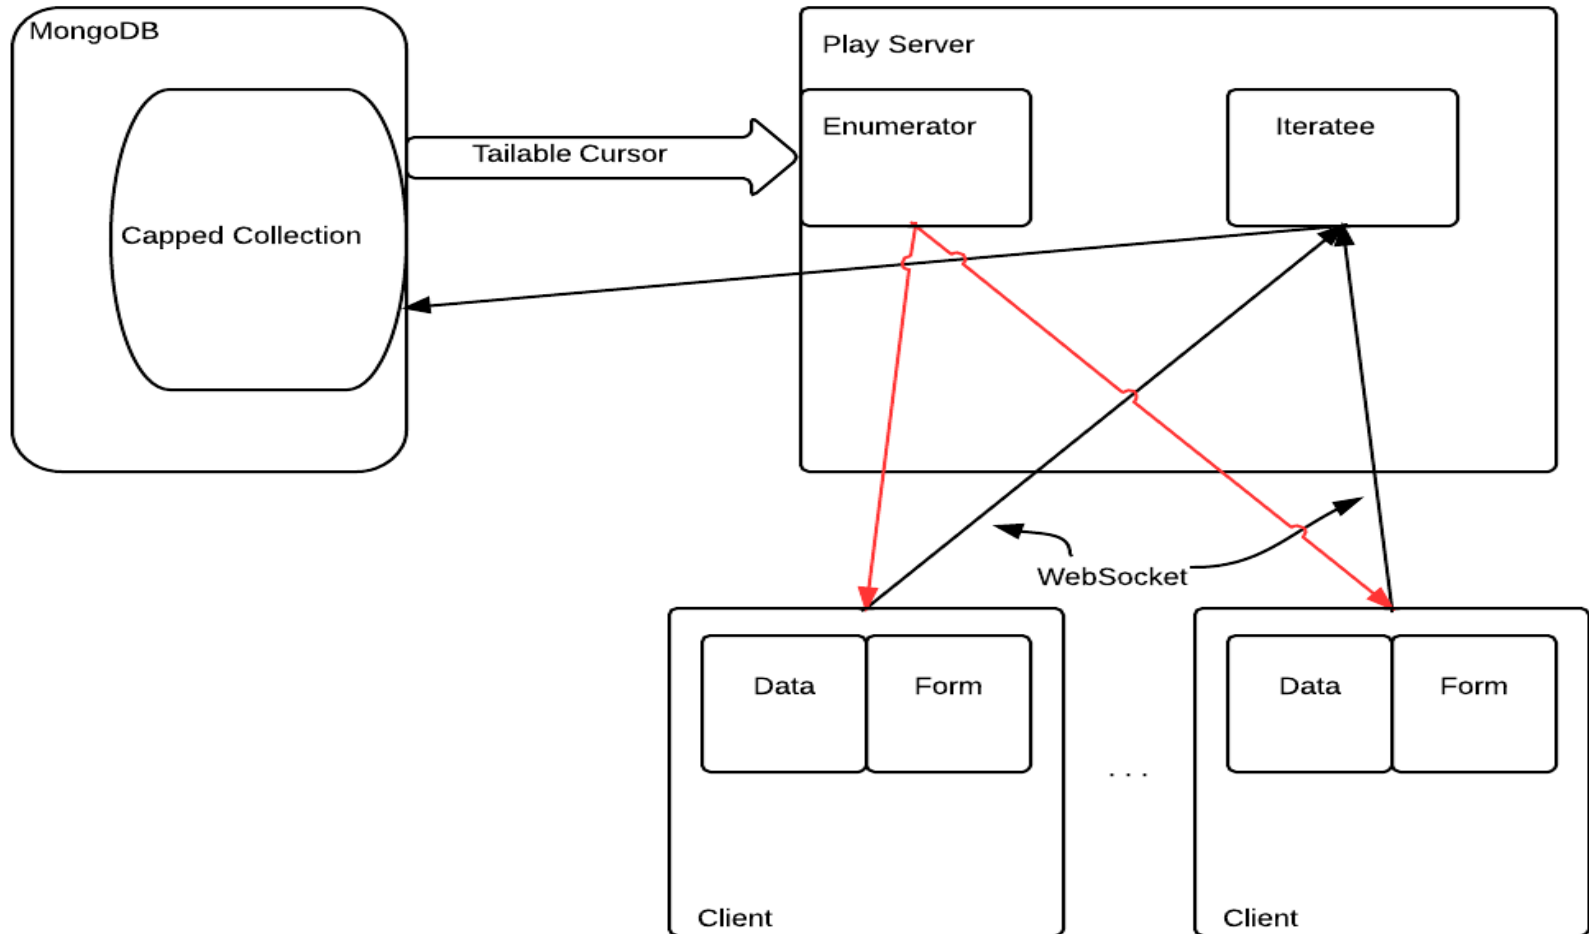 MongoDB
Play Server
Enumerator
Iteratee
Tailable Cursor
Capped Collection
WebSocket
Data
Form
Data
Form
. . .
Client
Client